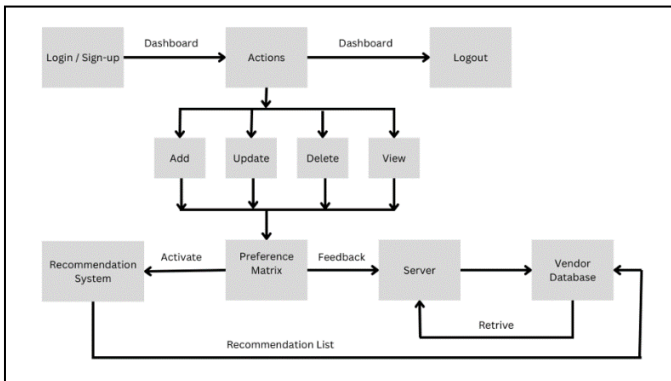 Dashboard
Dashboard
Login / Sign-up
Actions
Logout
Add
Update
Delete
View
Recommendation
System
Activate
Preference
Matrix
Feedback
Server
Vendor
Database
Retrive
Recommendation List